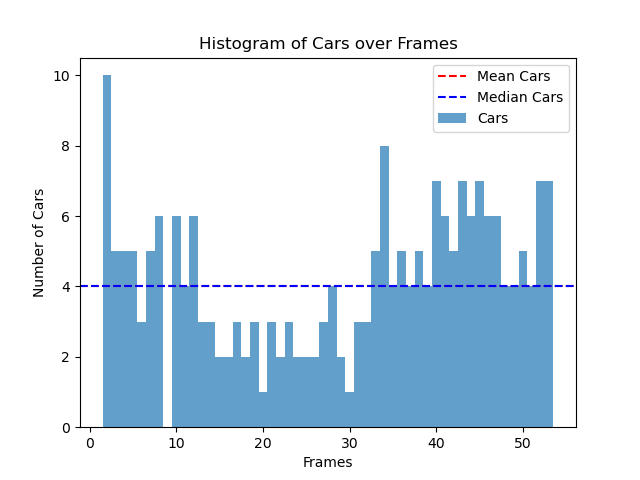 Histogram of Cars over Frames
Mean Cars
Median Cars
Cars
Number of Cars
10
8
6
4
2
0
0 10 20 30 40 50
Frames